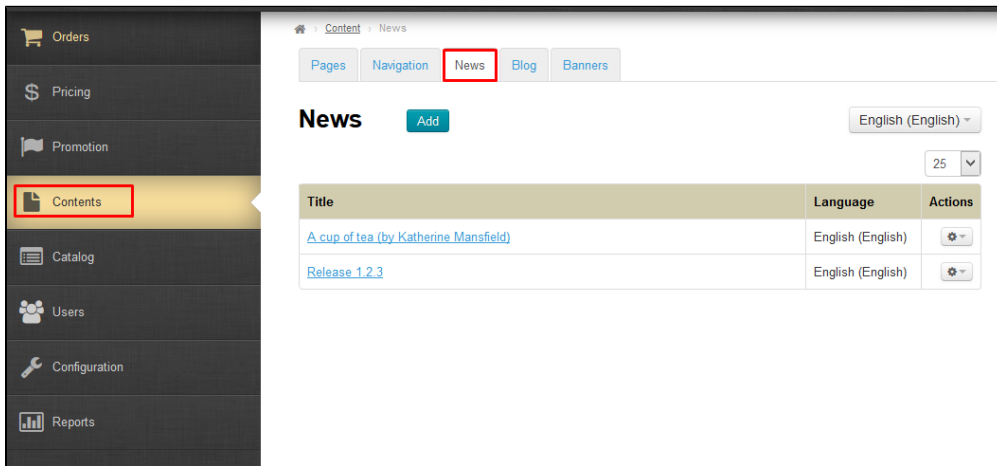 Orders
Pricing
Promotion
Contents
Catalog
Users
Configuration
Reports
Content > News
Pages Navigation News Blog Banners
News Add English (English)
25
Title Language Actions
A cup of tea (by Katherine Mansfield) English (English)
Release 1.2.3 English (English)